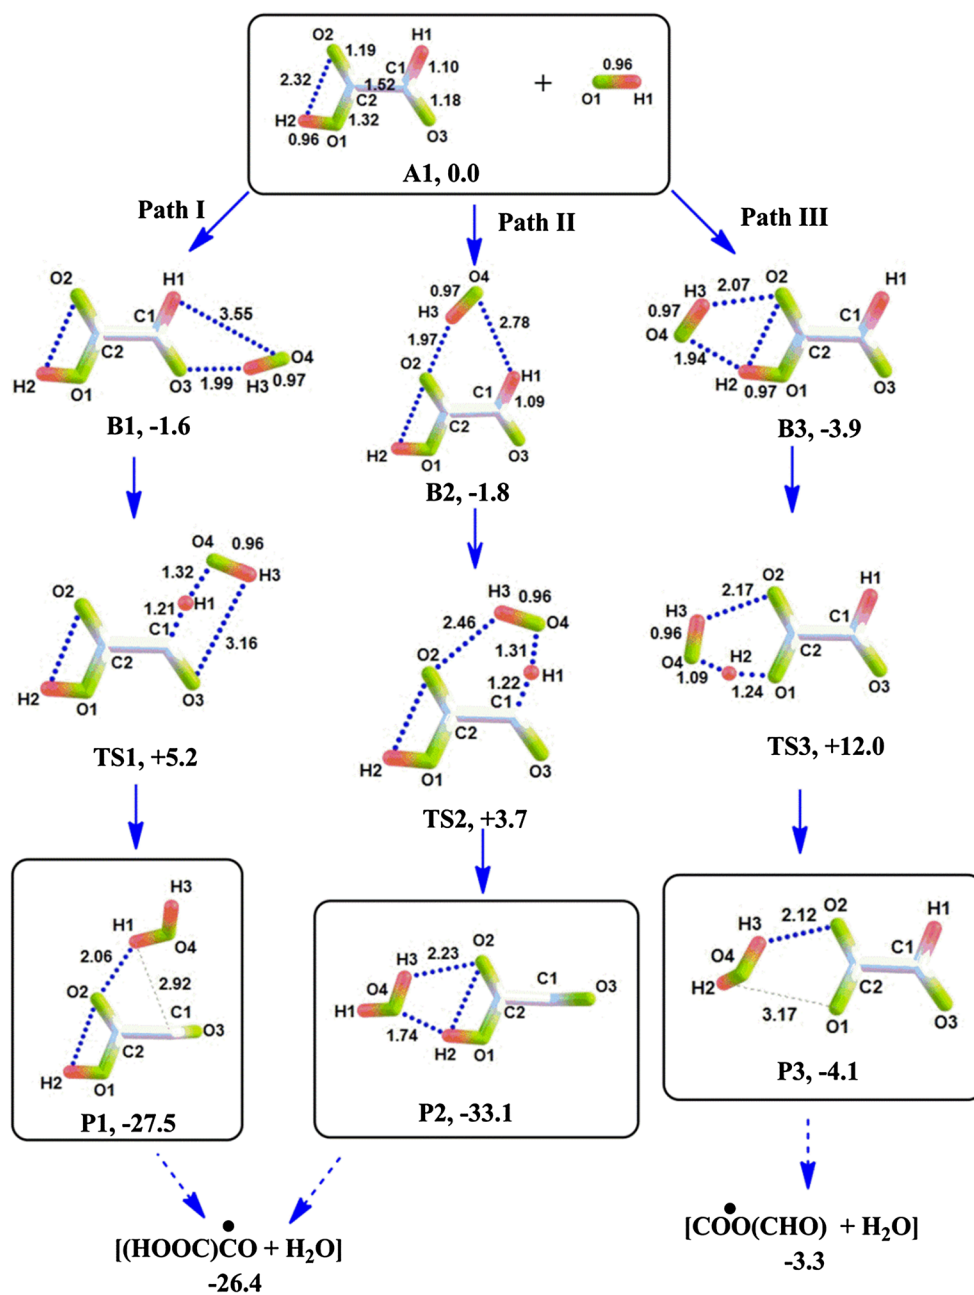 O2 1.19 H1
C1 1.10
2.32 1.52 1.18
C2
H2 1.32
0.96 O1 O3
+
0.96
O1 H1
A1, 0.0
Path I
Path II
Path III
O2 H1
C1 3.55
C2 O4
H2 O1 O3 1.99 H3 0.97
B1, -1.6
O4
0.97
H3
1.97 2.78
O2 C1 H1
1.09
C2
H2 O1 O3
B2, -1.8
H3 2.07 O2 H1
0.97 C1
O4
1.94 C2
H2 0.97 O1 O3
B3, -3.9
O4 0.96
1.32 H3
O2 1.21 H1
C1 3.16
C2
H2 O1 O3
TS1, +5.2
H3 0.96
2.46 O4
O2 1.31
1.22 H1
C1
C2
H2 O1 O3
TS2, +3.7
O2 H1
H3 2.17
0.96 C1
O4 H2 C2
1.09 1.24 O1 O3
TS3, +12.0
H3
H1
O4
2.06
O2 2.92
C1
C2 O3
H2 O1
P1, -27.5
O2
H3 2.23
O4 C1
H1 O3
C2
1.74 H2 O1
P2, -33.1
O2 H1
H3 2.12
O4 C1
H2 C2
3.17 O1 O3
P3, -4.1
[(HOOC)ĊO + H₂O]
-26.4
[COȮ(CHO) + H₂O]
-3.3